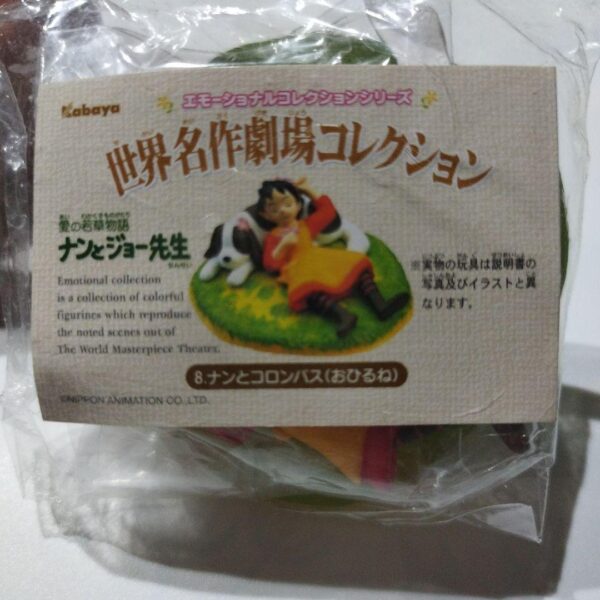 Kabaya
エモーショナルコレクションシリーズ
世界名作劇場コレクション
愛の若草物語
ナンとジョー先生
Emotional collection
is a collection of colorful
figurines which reproduce
the noted scenes out of
The World Masterpiece Theater.
※実物の玩具は説明書の
写真及びイラストと異
なります。
8.ナンとコロンバス(おひるね)
©NIPPON ANIMATION CO., LTD.